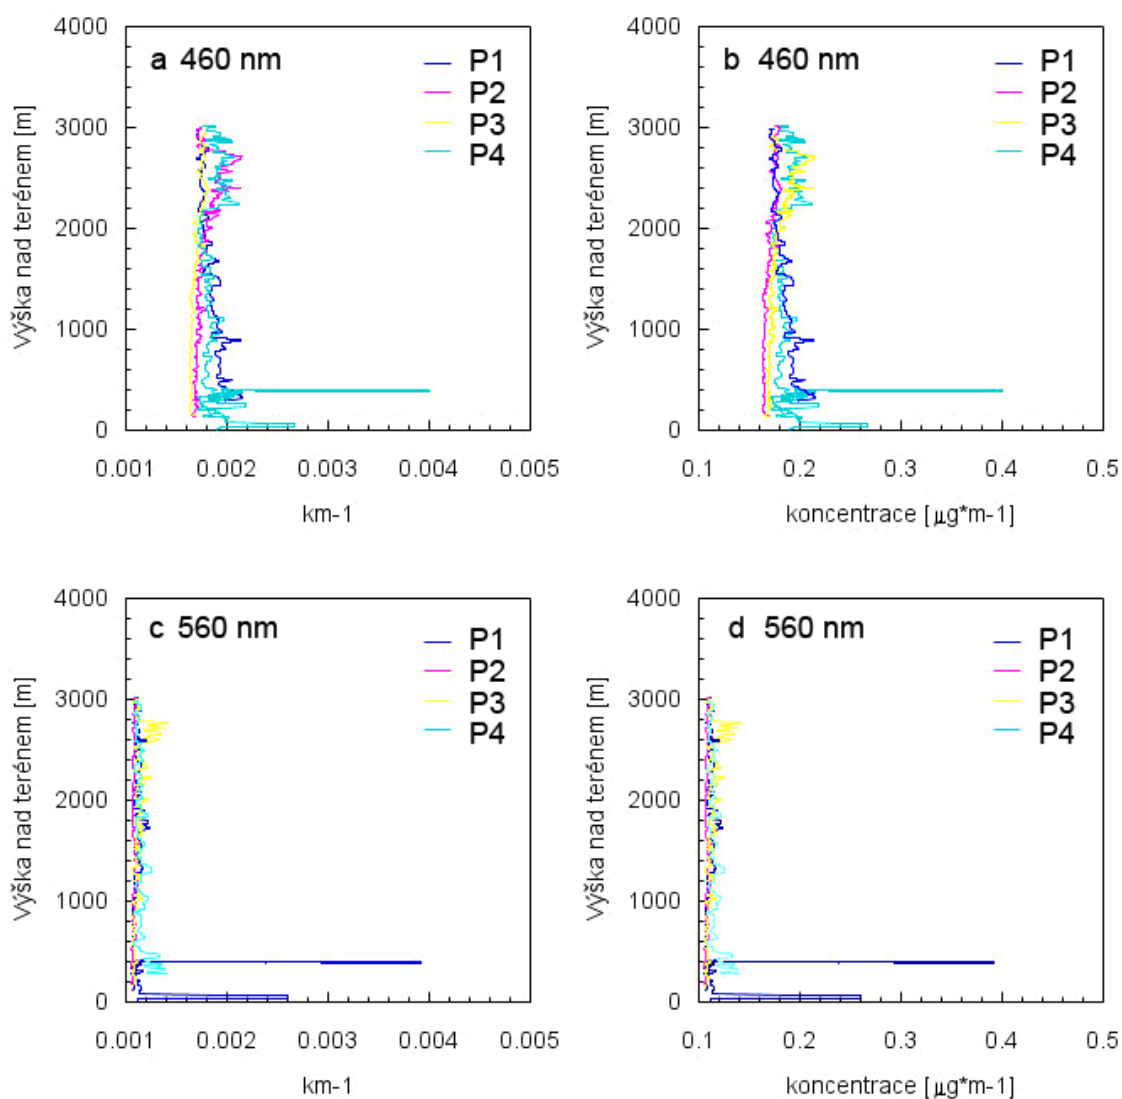 a 460 nm
P1
P2
P3
P4
4000
3000
2000
1000
0
Výška nad terénem [m]
0.001 0.002 0.003 0.004 0.005
km-1
b 460 nm
P1
P2
P3
P4
4000
3000
2000
1000
0
Výška nad terénem [m]
0.1 0.2 0.3 0.4 0.5
koncentrace [ μg*m-1]
c 560 nm
P1
P2
P3
P4
4000
3000
2000
1000
0
Výška nad terénem [m]
0.001 0.002 0.003 0.004 0.005
km-1
d 560 nm
P1
P2
P3
P4
4000
3000
2000
1000
0
Výška nad terénem [m]
0.1 0.2 0.3 0.4 0.5
koncentrace [ μg*m-1]